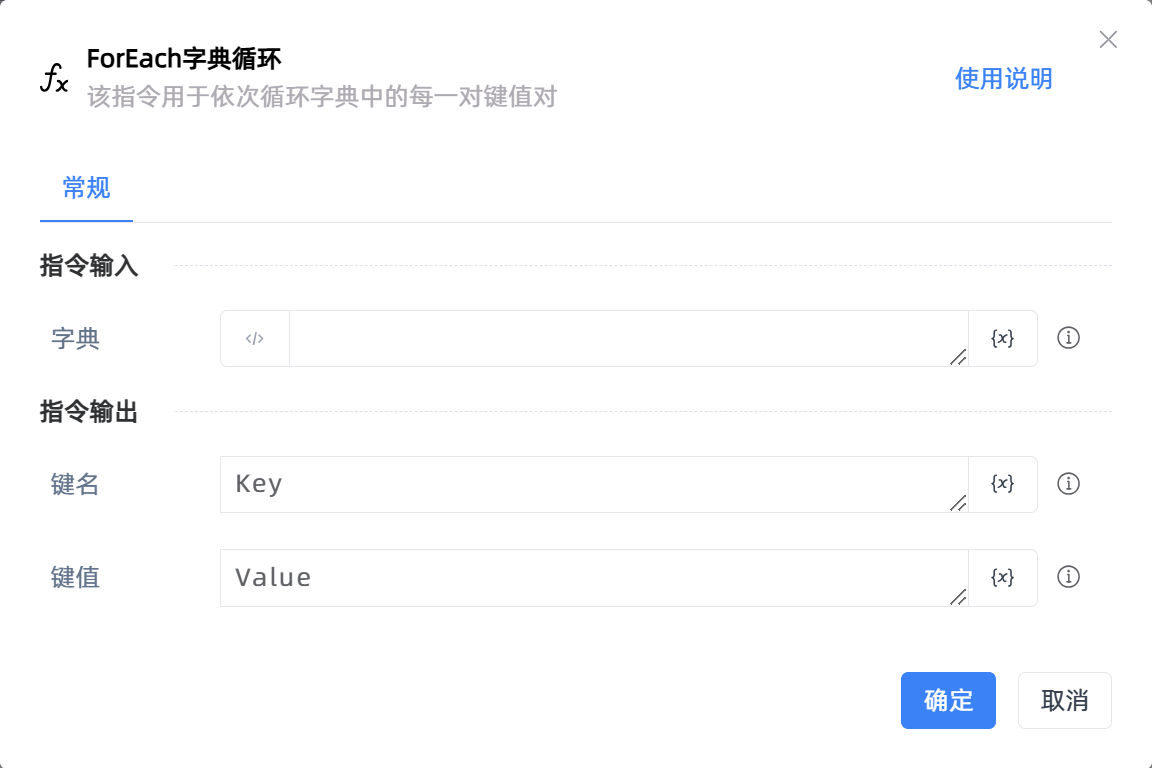 ForEach字典循环
该指令用于依次循环字典中的每一对键值对
使用说明
常规
指令输入
字典
</>
{x}
指令输出
键名
Key
{x}
键值
Value
{x}
确定
取消